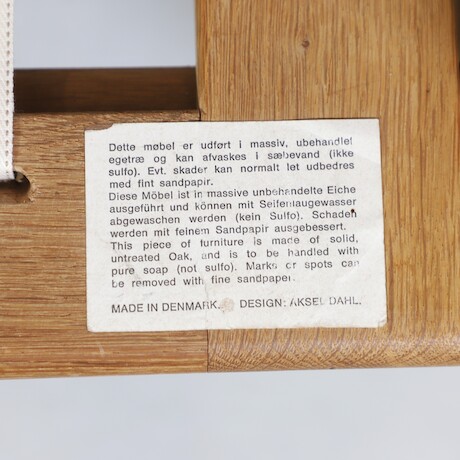 Dette møbel er udført i massiv, ubehandlet
egetræ og kan afvaskes i sæbevand (ikke
sulfo). Evt. skader kan normalt let udbedres
med fint sandpapir.
Diese Möbel ist in massive unbehandelte Eiche
ausgeführt und können mit Seifenlaugewasser
abgewaschen werden (kein Sulfo). Schaden
werden mit feinem Sandpapir ausgebessert.
This piece of furniture is made of solid,
untreated Oak, and is to be handled with
pure soap (not sulfo). Marks or spots can
be removed with fine sandpaper.
MADE IN DENMARK. DESIGN: AKSEL DAHL.